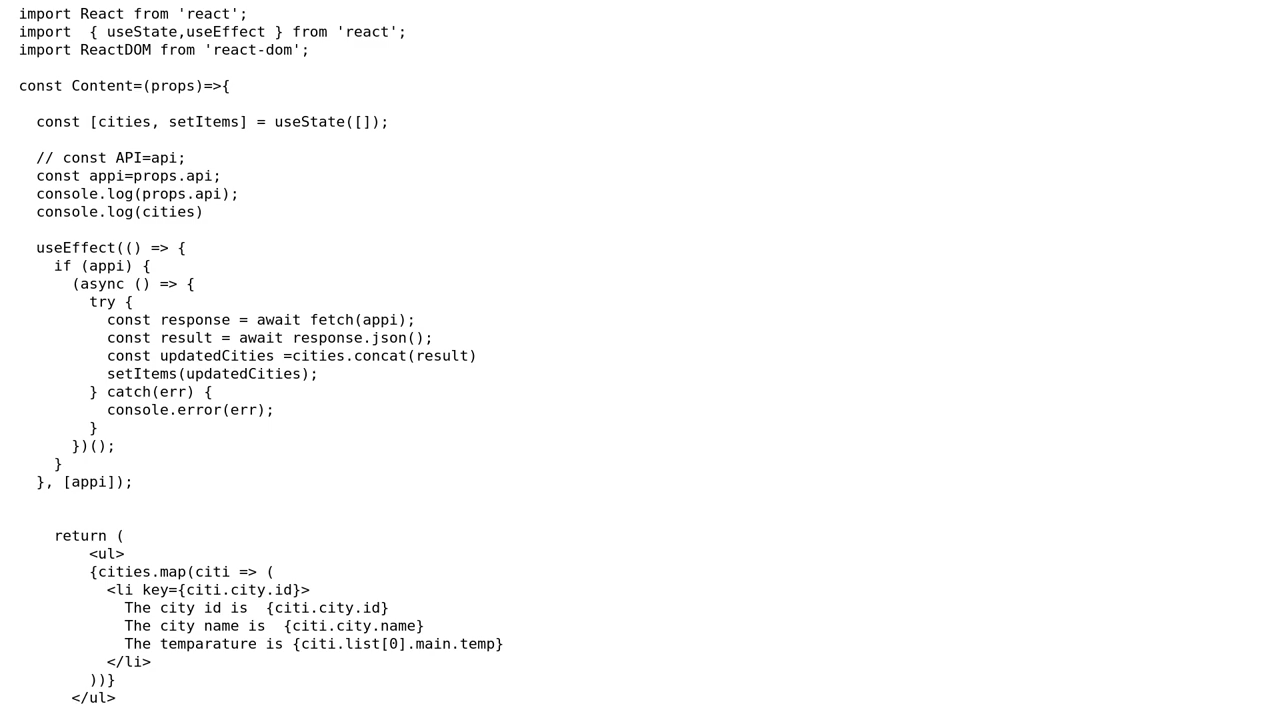 import React from 'react';
import  { useState,useEffect } from 'react';
import ReactDOM from 'react-dom';

const Content=(props)=>{

  const [cities, setItems] = useState([]);

  // const API=api;
  const appi=props.api;
  console.log(props.api);
  console.log(cities)

  useEffect(() => {
    if (appi) {
      (async () => {
        try {
          const response = await fetch(appi);
          const result = await response.json();
          const updatedCities =cities.concat(result)
          setItems(updatedCities);
        } catch(err) {
          console.error(err);
        }
      })();
    }
  }, [appi]);


    return (
        <ul>
        {cities.map(citi => (
          <li key={citi.city.id}>
            The city id is  {citi.city.id}
            The city name is  {citi.city.name}
            The temparature is {citi.list[0].main.temp}
          </li>
        ))}
      </ul>